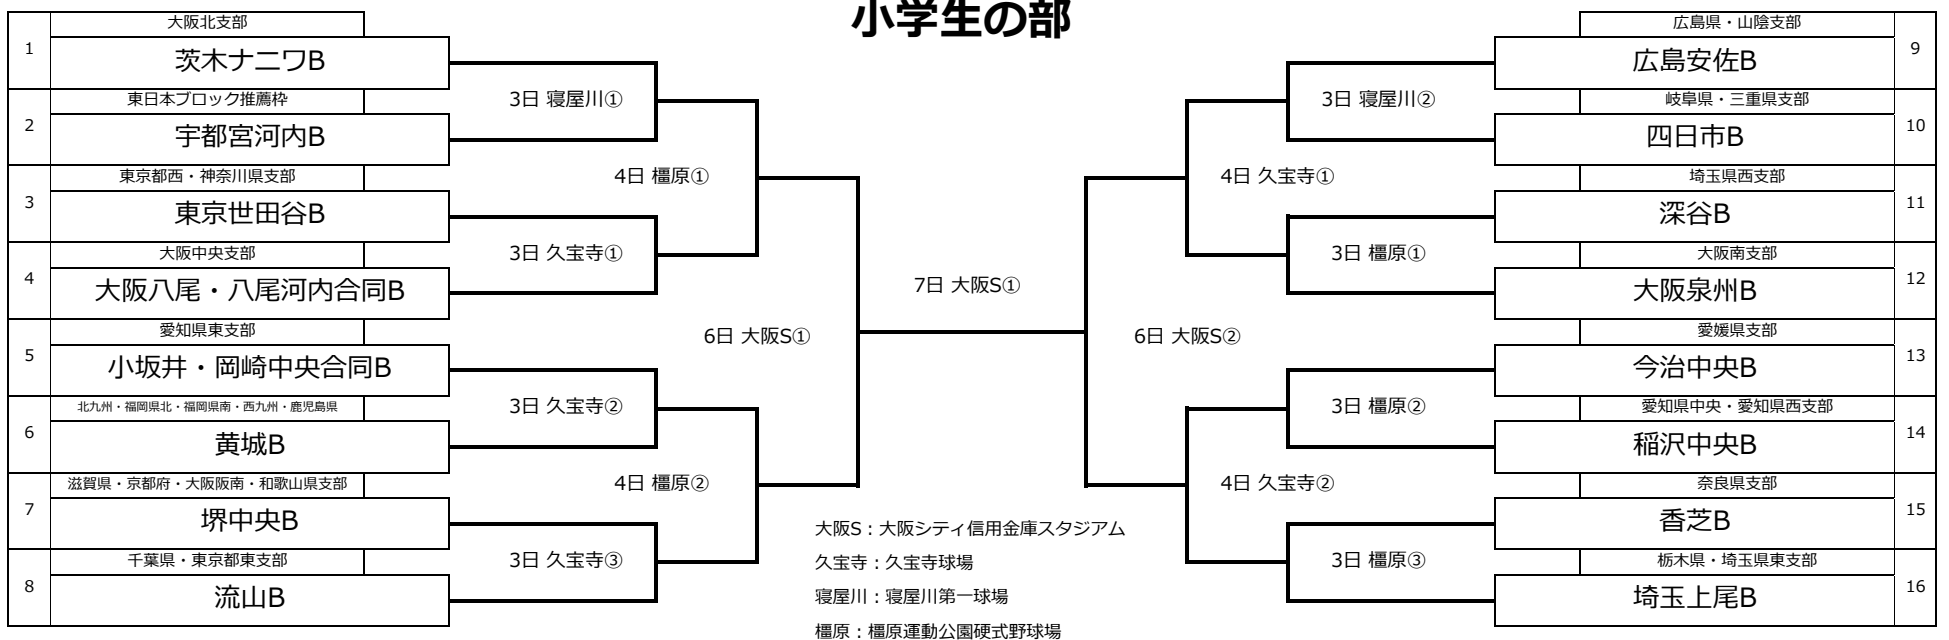 小学生の部
1
大阪北支部
茨木ナニワB
2
東日本ブロック推薦枠
宇都宮河内B
3
東京都西・神奈川県支部
東京世田谷B
4
大阪中央支部
大阪八尾・八尾河内合同B
5
愛知県東支部
小坂井・岡崎中央合同B
6
北九州・福岡県北・福岡県南・西九州・鹿児島県
黄城B
7
滋賀県・京都府・大阪阪南・和歌山県支部
堺中央B
8
千葉県・東京都東支部
流山B
3日 寝屋川①
3日 久宝寺①
3日 久宝寺②
3日 久宝寺③
4日 橿原①
4日 橿原②
6日 大阪S①
7日 大阪S①
6日 大阪S②
4日 久宝寺①
4日 久宝寺②
3日 寝屋川②
3日 橿原①
3日 橿原②
3日 橿原③
広島県・山陰支部
広島安佐B
9
岐阜県・三重県支部
四日市B
10
埼玉県西支部
深谷B
11
大阪南支部
大阪泉州B
12
愛媛県支部
今治中央B
13
愛知県中央・愛知県西支部
稲沢中央B
14
奈良県支部
香芝B
15
栃木県・埼玉県東支部
埼玉上尾B
16
大阪S：大阪シティ信用金庫スタジアム
久宝寺：久宝寺球場
寝屋川：寝屋川第一球場
橿原：橿原運動公園硬式野球場